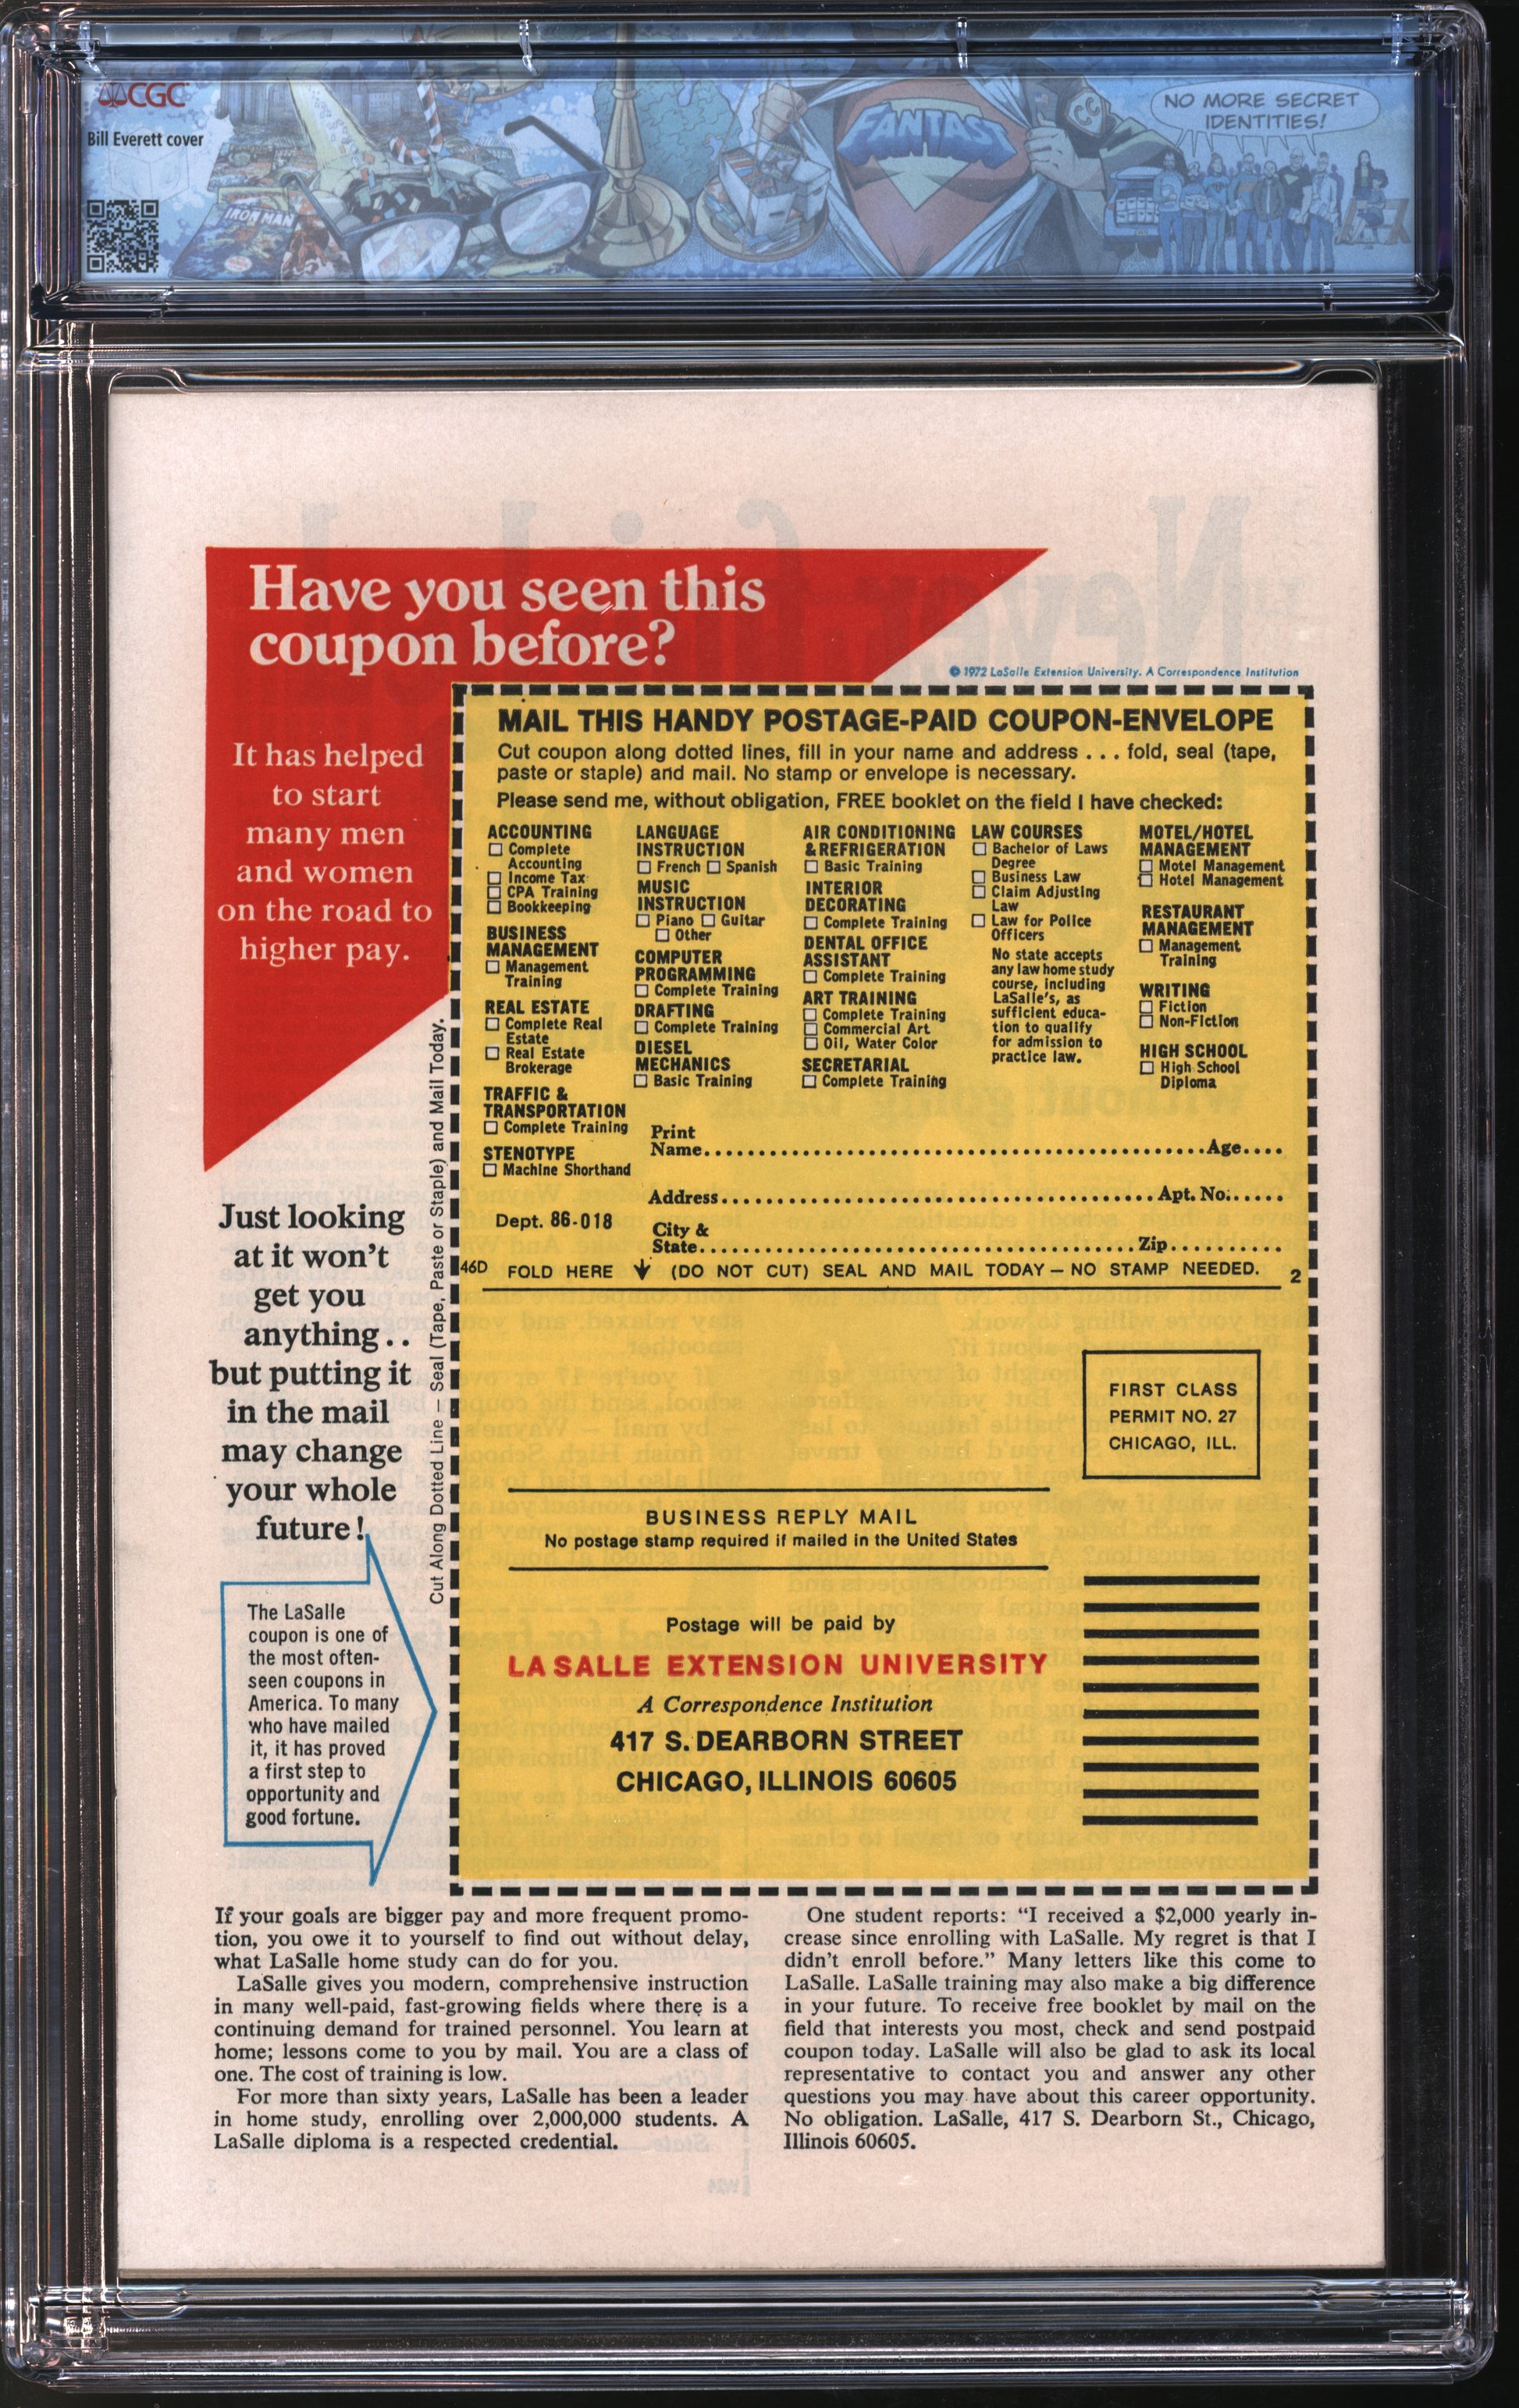 CGC
Bill Everett cover
IRON MAN
FANTAST
NO MORE SECRET
IDENTITIES!
Have you seen this
coupon before?
© 1972 LaSalle Extension University. A Correspondence Institution
It has helped
to start
many men
and women
on the road to
higher pay.
Just looking
at it won't
get you
anything . .
but putting it
in the mail
may change
your whole
future!
The LaSalle
coupon is one of
the most often-
seen coupons in
America. To many
who have mailed
it, it has proved
a first step to
opportunity and
good fortune.
Cut Along Dotted Line — Seal (Tape, Paste or Staple) and Mail Today.
MAIL THIS HANDY POSTAGE-PAID COUPON-ENVELOPE
Cut coupon along dotted lines, fill in your name and address . . . fold, seal (tape,
paste or staple) and mail. No stamp or envelope is necessary.
Please send me, without obligation, FREE booklet on the field I have checked:
ACCOUNTING
☐ Complete
Accounting
☐ Income Tax
☐ CPA Training
☐ Bookkeeping
BUSINESS
MANAGEMENT
☐ Management
Training
REAL ESTATE
☐ Complete Real
Estate
☐ Real Estate
Brokerage
TRAFFIC &
TRANSPORTATION
☐ Complete Training
STENOTYPE
☐ Machine Shorthand
LANGUAGE
INSTRUCTION
☐ French ☐ Spanish
MUSIC
INSTRUCTION
☐ Piano ☐ Guitar
☐ Other
COMPUTER
PROGRAMMING
☐ Complete Training
DRAFTING
☐ Complete Training
DIESEL
MECHANICS
☐ Basic Training
AIR CONDITIONING
& REFRIGERATION
☐ Basic Training
INTERIOR
DECORATING
☐ Complete Training
DENTAL OFFICE
ASSISTANT
☐ Complete Training
ART TRAINING
☐ Complete Training
☐ Commercial Art
☐ Oil, Water Color
SECRETARIAL
☐ Complete Training
LAW COURSES
☐ Bachelor of Laws
Degree
☐ Business Law
☐ Claim Adjusting
Law
☐ Law for Police
Officers
No state accepts
any law home study
course, including
LaSalle's, as
sufficient educa-
tion to qualify
for admission to
practice law.
MOTEL/HOTEL
MANAGEMENT
☐ Motel Management
☐ Hotel Management
RESTAURANT
MANAGEMENT
☐ Management
Training
WRITING
☐ Fiction
☐ Non-Fiction
HIGH SCHOOL
☐ High School
Diploma
Print
Name.......... Age....
Address.......... Apt. No.......
Dept. 86-018
City &
State.......... Zip..........
46D FOLD HERE ↓ (DO NOT CUT) SEAL AND MAIL TODAY — NO STAMP NEEDED. 2
FIRST CLASS
PERMIT NO. 27
CHICAGO, ILL.
BUSINESS REPLY MAIL
No postage stamp required if mailed in the United States
Postage will be paid by
LA SALLE EXTENSION UNIVERSITY
A Correspondence Institution
417 S. DEARBORN STREET
CHICAGO, ILLINOIS 60605
If your goals are bigger pay and more frequent promo-
tion, you owe it to yourself to find out without delay,
what LaSalle home study can do for you.
LaSalle gives you modern, comprehensive instruction
in many well-paid, fast-growing fields where there is a
continuing demand for trained personnel. You learn at
home; lessons come to you by mail. You are a class of
one. The cost of training is low.
For more than sixty years, LaSalle has been a leader
in home study, enrolling over 2,000,000 students. A
LaSalle diploma is a respected credential.
One student reports: "I received a $2,000 yearly in-
crease since enrolling with LaSalle. My regret is that I
didn't enroll before." Many letters like this come to
LaSalle. LaSalle training may also make a big difference
in your future. To receive free booklet by mail on the
field that interests you most, check and send postpaid
coupon today. LaSalle will also be glad to ask its local
representative to contact you and answer any other
questions you may have about this career opportunity.
No obligation. LaSalle, 417 S. Dearborn St., Chicago,
Illinois 60605.